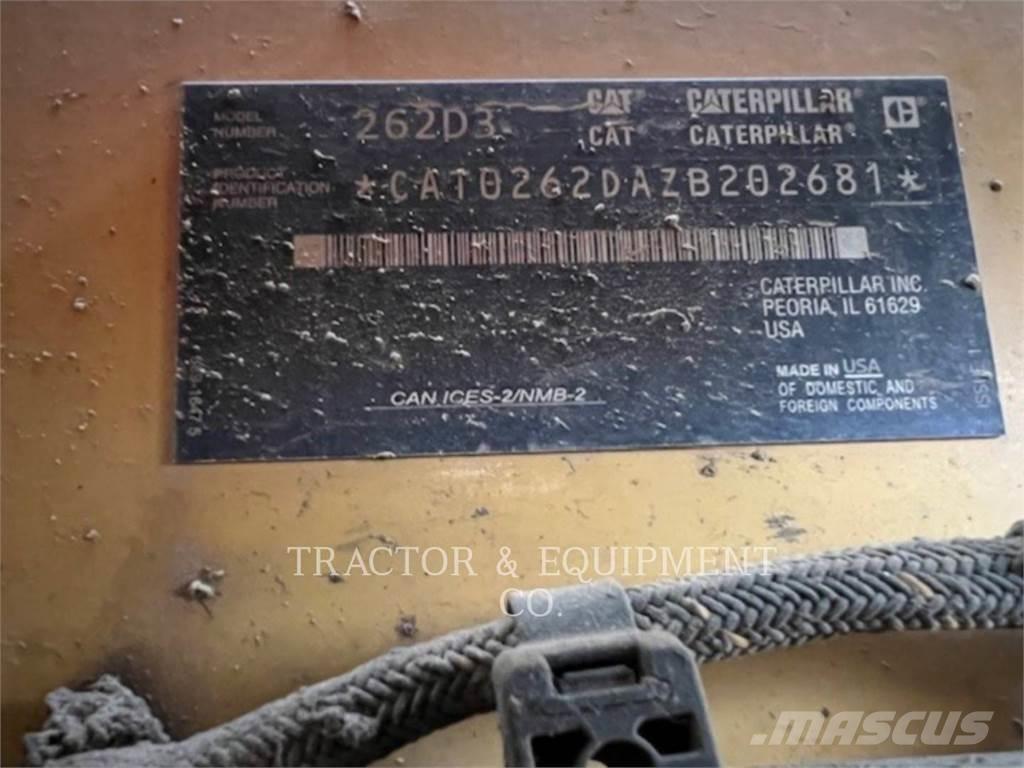 MODEL
NUMBER
262D3
CAT CATERPILLAR
CAT CATERPILLAR
PRODUCT
IDENTIFICATION
NUMBER
*CAT0262DAZB202681*
CATERPILLAR INC.
PEORIA, IL 61629
USA
MADE IN USA
OF DOMESTIC AND
FOREIGN COMPONENTS
CAN ICES-2/NMB-2
TRACTOR & EQUIPMENT
CO.
MASCUS